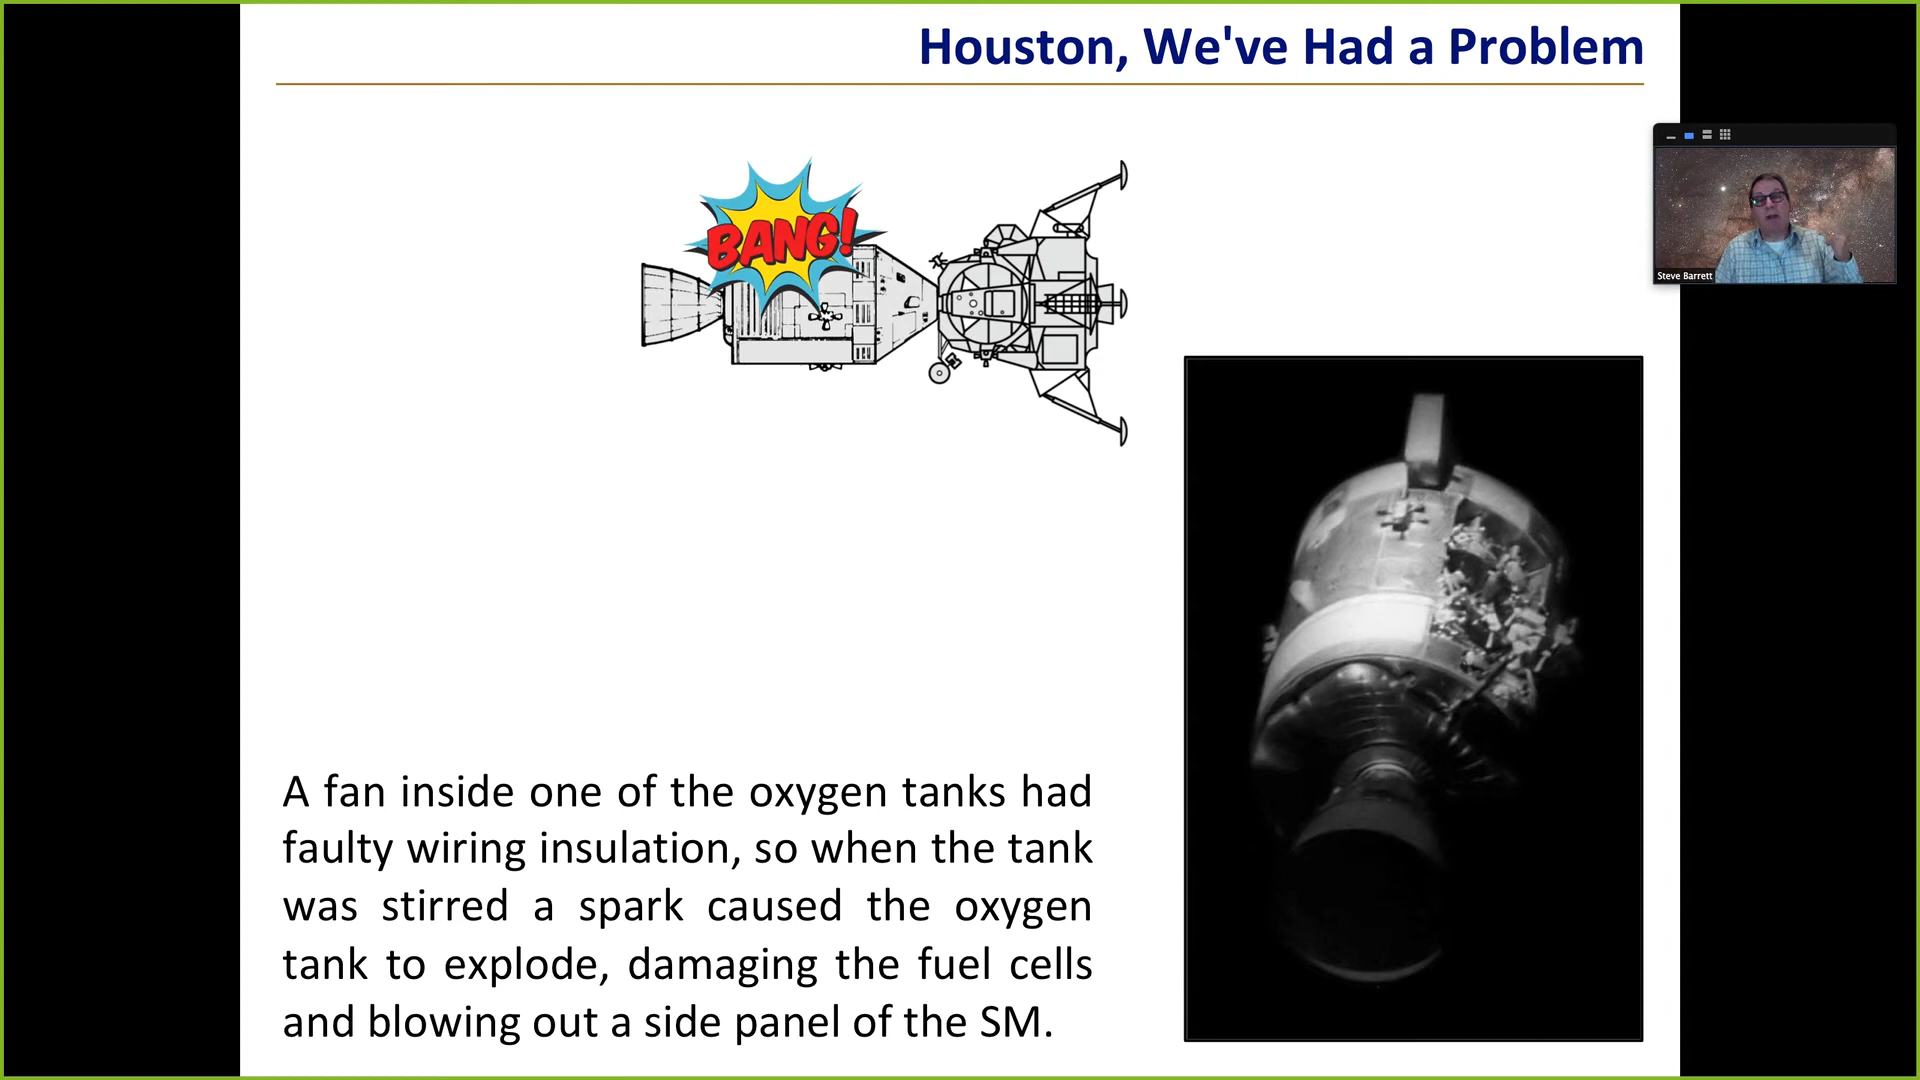 Houston, We've Had a Problem
BANG!
Steve Barrett
A fan inside one of the oxygen tanks had
faulty wiring insulation, so when the tank
was stirred a spark caused the oxygen
tank to explode, damaging the fuel cells
and blowing out a side panel of the SM.